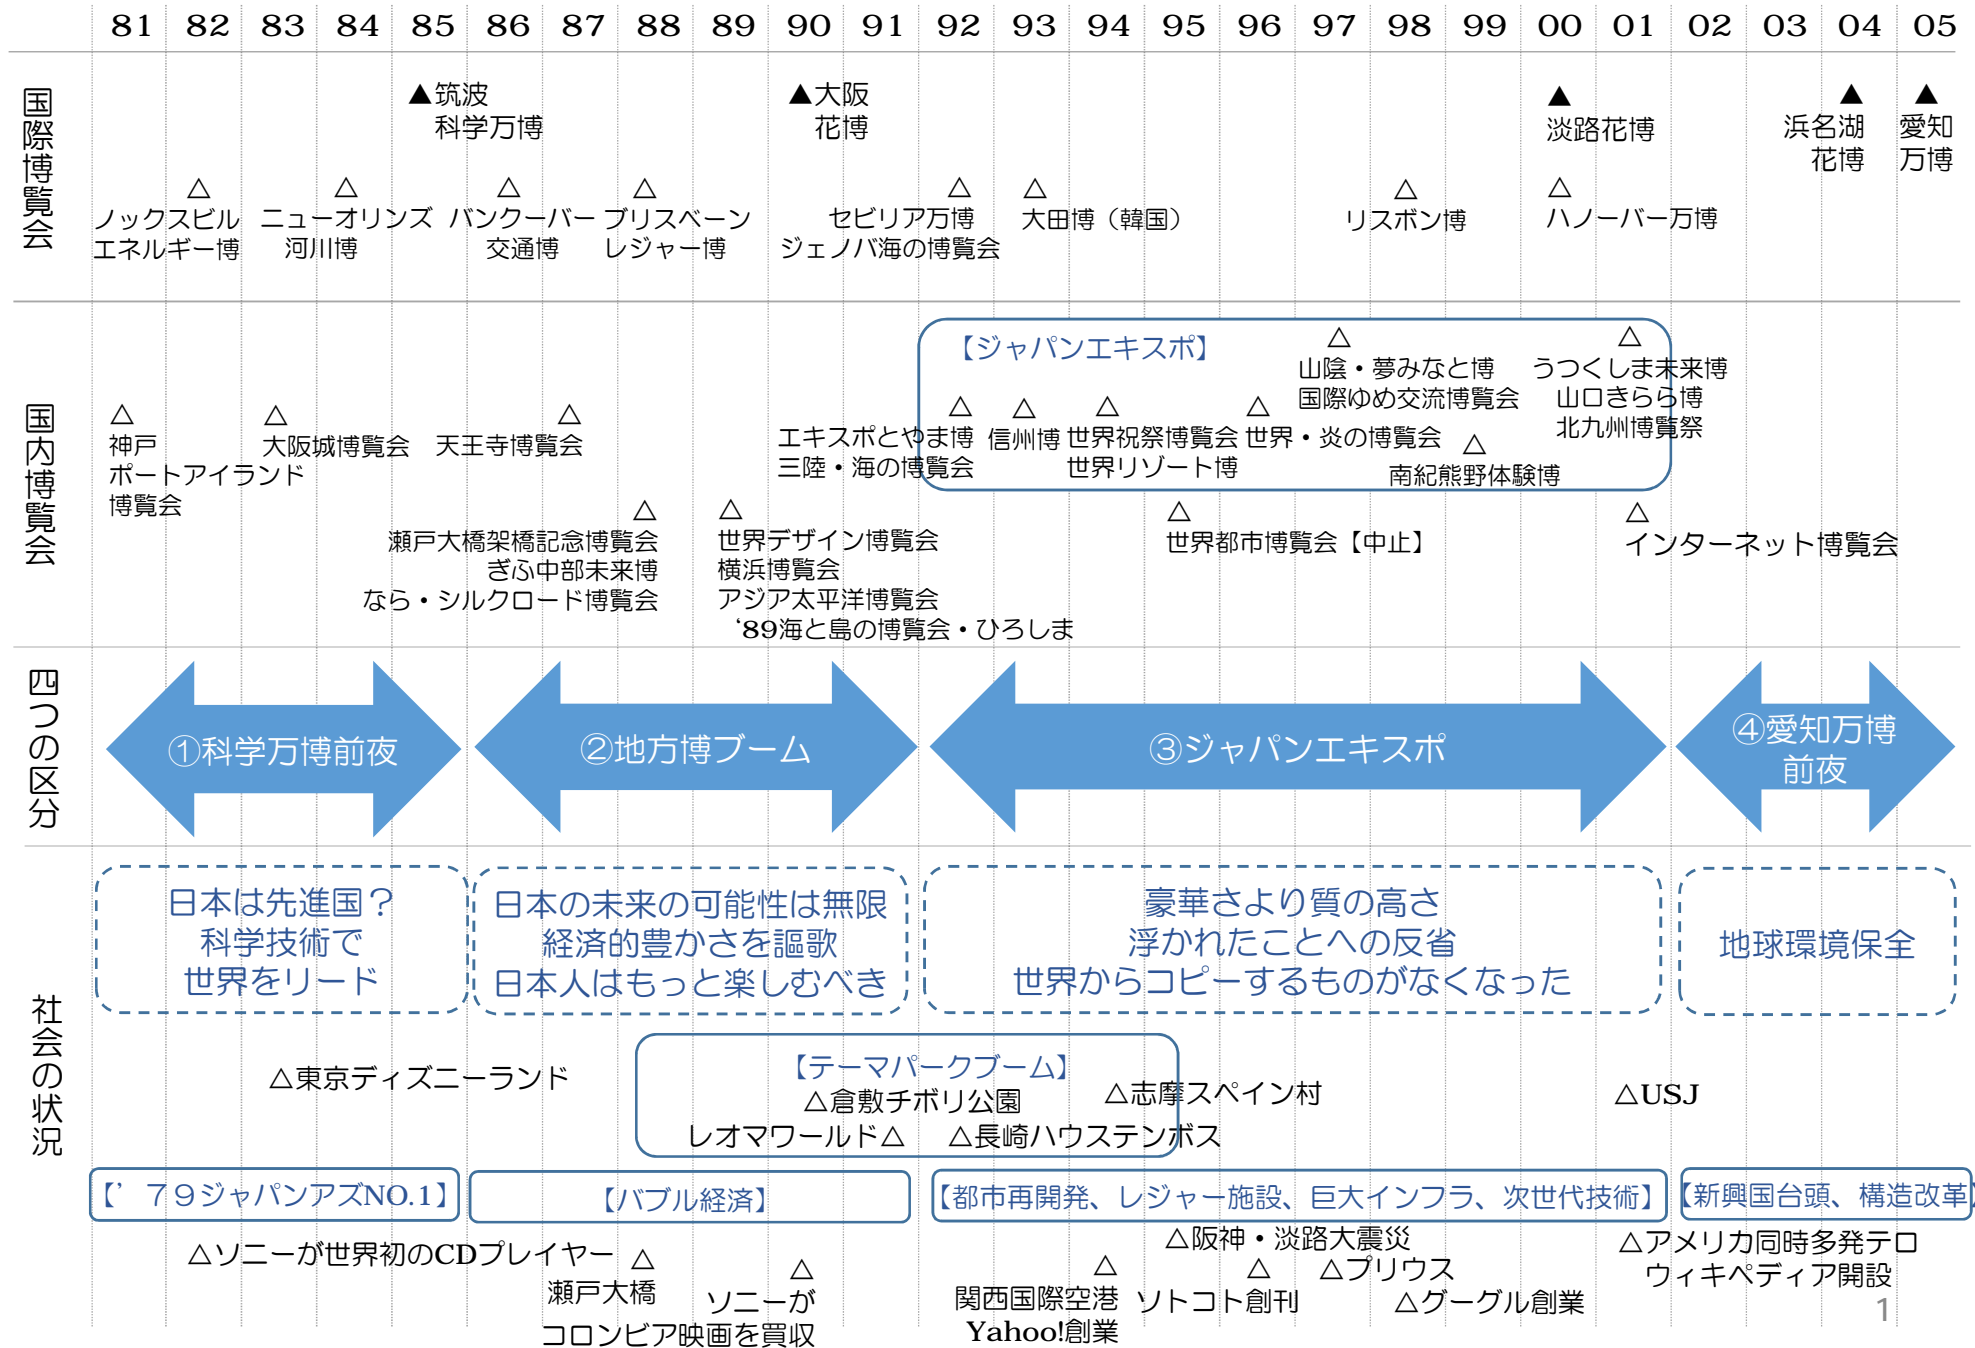 81 82 83 84 85 86 87 88 89 90 91 92 93 94 95 96 97 98 99 00 01 02 03 04 05
国際博覧会
▲筑波
科学万博
▲大阪
花博
▲
淡路花博
▲
浜名湖
花博
▲
愛知
万博
△
ノックスビル
エネルギー博
△
ニューオリンズ
河川博
△
バンクーバー
交通博
△
ブリスベーン
レジャー博
△
セビリア万博
ジェノバ海の博覧会
△
大田博（韓国）
△
リスボン博
△
ハノーバー万博
国内博覧会
【ジャパンエキスポ】
△
神戸
ポートアイランド
博覧会
△
大阪城博覧会
△
天王寺博覧会
△
エキスポとやま博
三陸・海の博覧会
△
信州博
△
世界祝祭博覧会
世界リゾート博
△
世界・炎の博覧会
△
山陰・夢みなと博
国際ゆめ交流博覧会
△
南紀熊野体験博
△
うつくしま未来博
山口きらら博
北九州博覧祭
△
瀬戸大橋架橋記念博覧会
ぎふ中部未来博
なら・シルクロード博覧会
△
世界デザイン博覧会
横浜博覧会
アジア太平洋博覧会
‘89海と島の博覧会・ひろしま
△
世界都市博覧会【中止】
△
インターネット博覧会
四つの区分
①科学万博前夜
②地方博ブーム
③ジャパンエキスポ
④愛知万博
前夜
社会の状況
日本は先進国？
科学技術で
世界をリード
日本の未来の可能性は無限
経済的豊かさを謳歌
日本人はもっと楽しむべき
豪華さより質の高さ
浮かれたことへの反省
世界からコピーするものがなくなった
地球環境保全
△東京ディズニーランド
【テーマパークブーム】
△倉敷チボリ公園
レオマワールド△
△長崎ハウステンボス
△志摩スペイン村
△USJ
【’７９ジャパンアズNO.1】
【バブル経済】
【都市再開発、レジャー施設、巨大インフラ、次世代技術】
【新興国台頭、構造改革】
△ソニーが世界初のCDプレイヤー
△
瀬戸大橋
△
ソニーが
コロンビア映画を買収
△
関西国際空港
Yahoo!創業
△阪神・淡路大震災
△
ソトコト創刊
△プリウス
△グーグル創業
△アメリカ同時多発テロ
ウィキペディア開設
1